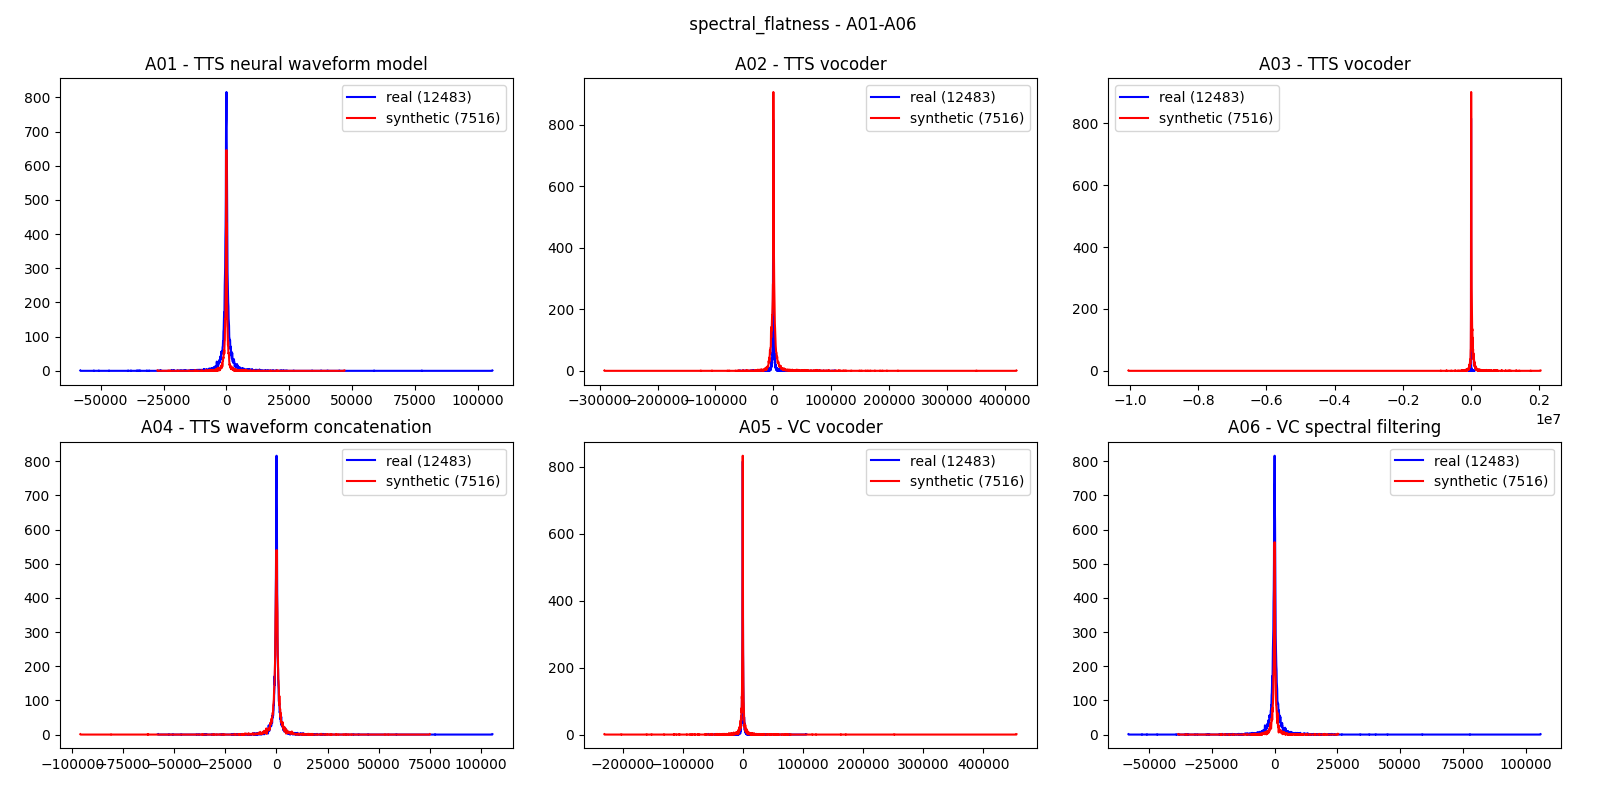 spectral_flatness - A01-A06
A01 - TTS neural waveform model
real (12483)
synthetic (7516)
800
700
600
500
400
300
200
100
0
−50000 −25000 0 25000 50000 75000 100000
A02 - TTS vocoder
real (12483)
synthetic (7516)
800
600
400
200
0
−300000 −200000 −100000 0 100000 200000 300000 400000
A03 - TTS vocoder
real (12483)
synthetic (7516)
800
600
400
200
0
−1.0 −0.8 −0.6 −0.4 −0.2 0.0 0.2
1e7
A04 - TTS waveform concatenation
real (12483)
synthetic (7516)
800
700
600
500
400
300
200
100
0
−100000 −75000 −50000 −25000 0 25000 50000 75000 100000
A05 - VC vocoder
real (12483)
synthetic (7516)
800
600
400
200
0
−200000 −100000 0 100000 200000 300000 400000
A06 - VC spectral filtering
real (12483)
synthetic (7516)
800
700
600
500
400
300
200
100
0
−50000 −25000 0 25000 50000 75000 100000